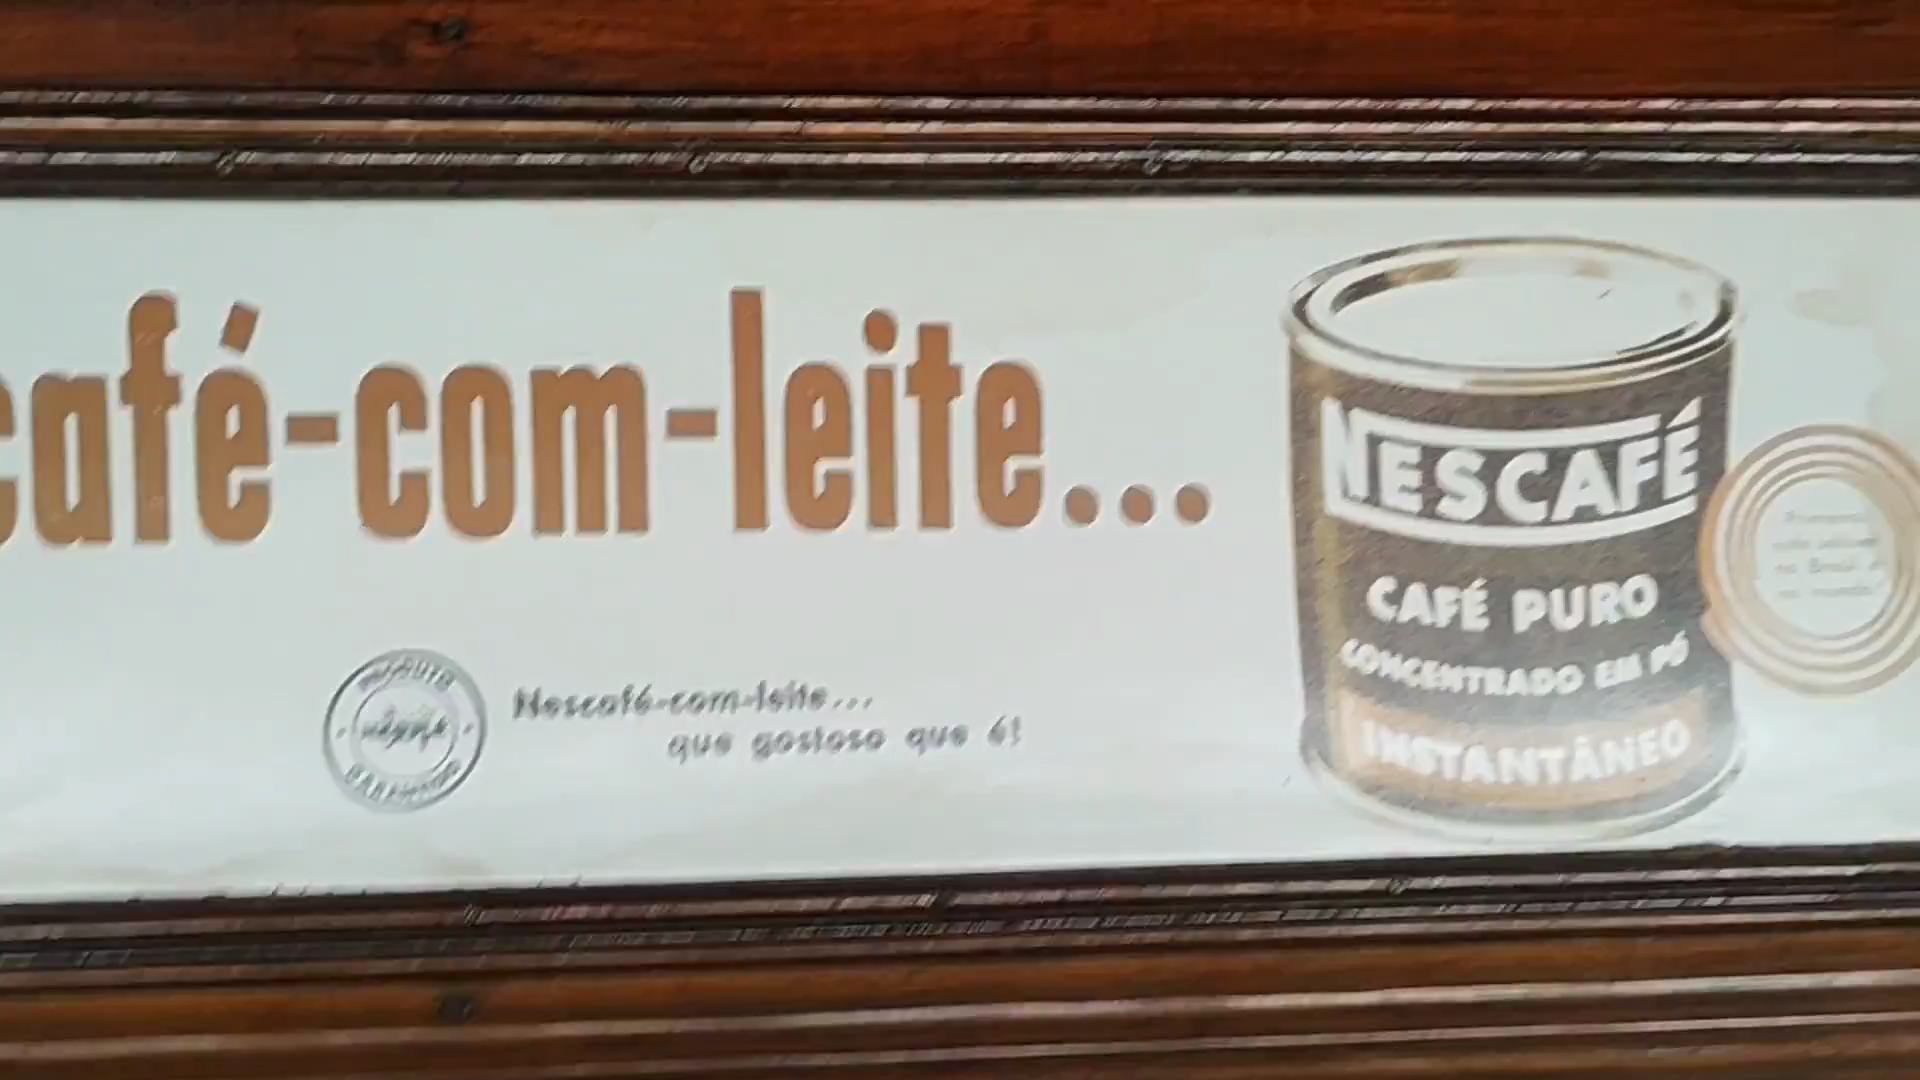 café-com-leite...
NESCAFÉ
CAFÉ PURO
CONCENTRADO EM PÓ
INSTANTÂNEO
Nescafé-com-leite...
que gostoso que é!